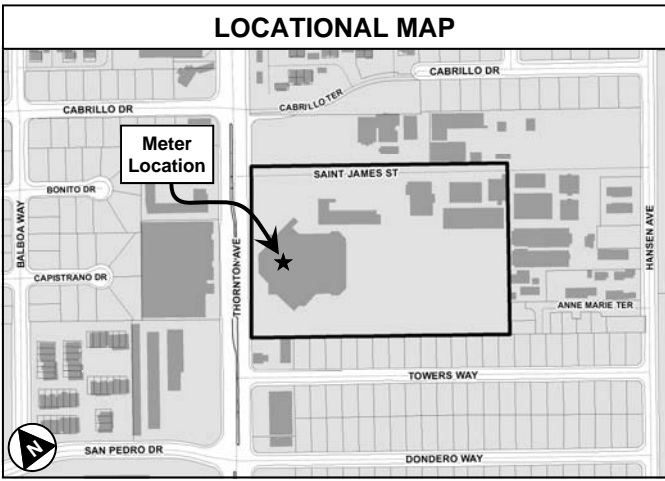 LOCATIONAL MAP
CABRILLO DR
CABRILLO DR
CABRILLO TER
Meter
Location
SAINT JAMES ST
BONITO DR
BALBOA WAY
THORNTON AVE
HANSEN AVE
CAPISTRANO DR
ANNE MARIE TER
TOWERS WAY
N
SAN PEDRO DR
DONDERO WAY